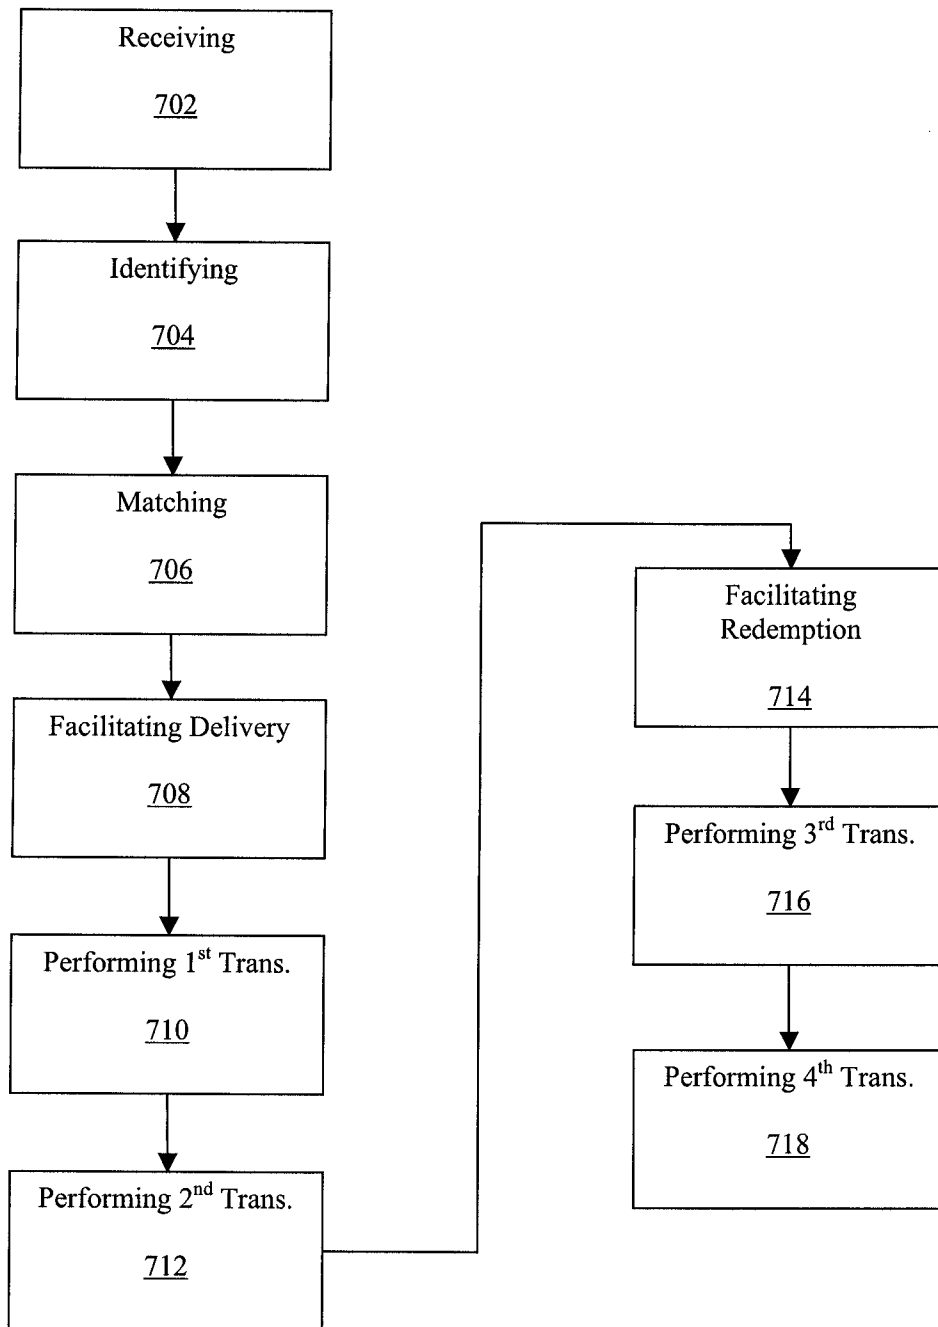 Receiving
702
Identifying
704
Matching
706
Facilitating Delivery
708
Performing 1st Trans.
710
Performing 2nd Trans.
712
Facilitating
Redemption
714
Performing 3rd Trans.
716
Performing 4th Trans.
718